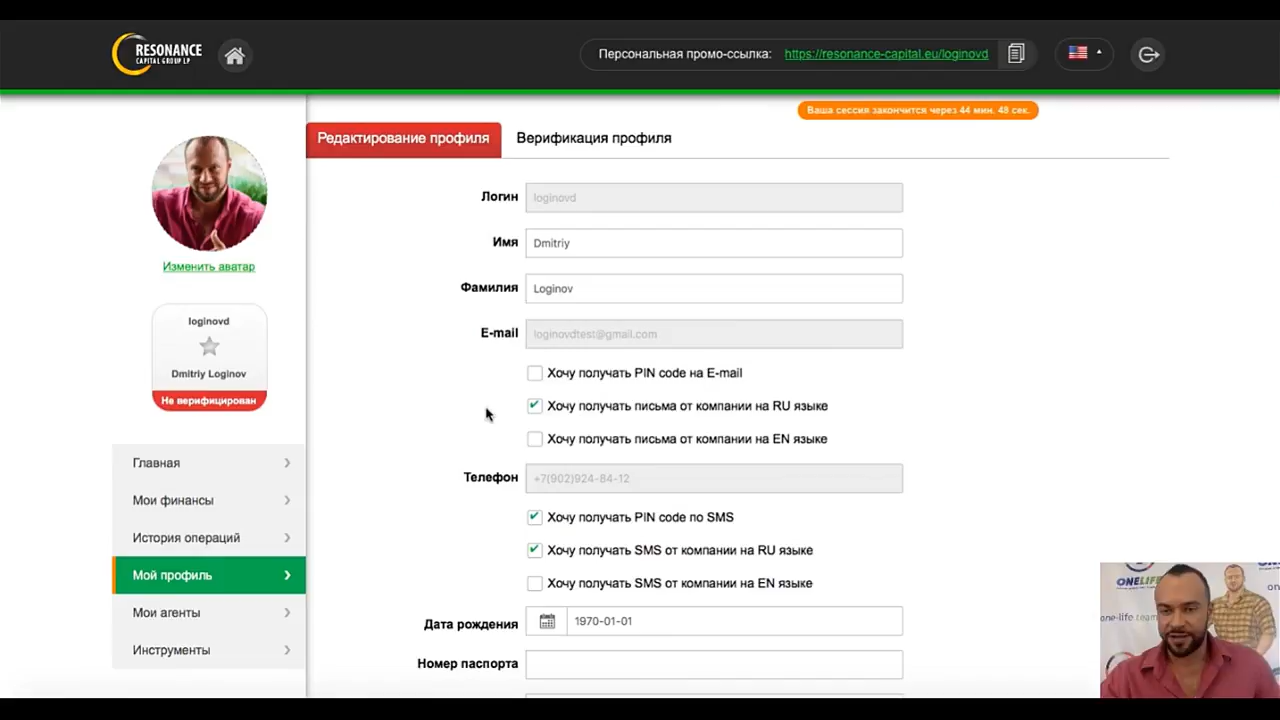 RESONANCE
CAPITAL GROUP LP
Персональная промо-ссылка: https://resonance-capital.eu/loginovd
Ваша сессия закончится через 44 мин. 48 сек.
Редактирование профиля
Верификация профиля
Изменить аватар
loginovd
Dmitriy Loginov
Не верифицирован
Главная
Мои финансы
История операций
Мой профиль
Мои агенты
Инструменты
Логин loginovd
Имя Dmitriy
Фамилия Loginov
E-mail loginovdtest@gmail.com
Хочу получать PIN code на E-mail
Хочу получать письма от компании на RU языке
Хочу получать письма от компании на EN языке
Телефон +7(902)924-84-12
Хочу получать PIN code по SMS
Хочу получать SMS от компании на RU языке
Хочу получать SMS от компании на EN языке
Дата рождения 1970-01-01
Номер паспорта
ONELIFE
one-life team